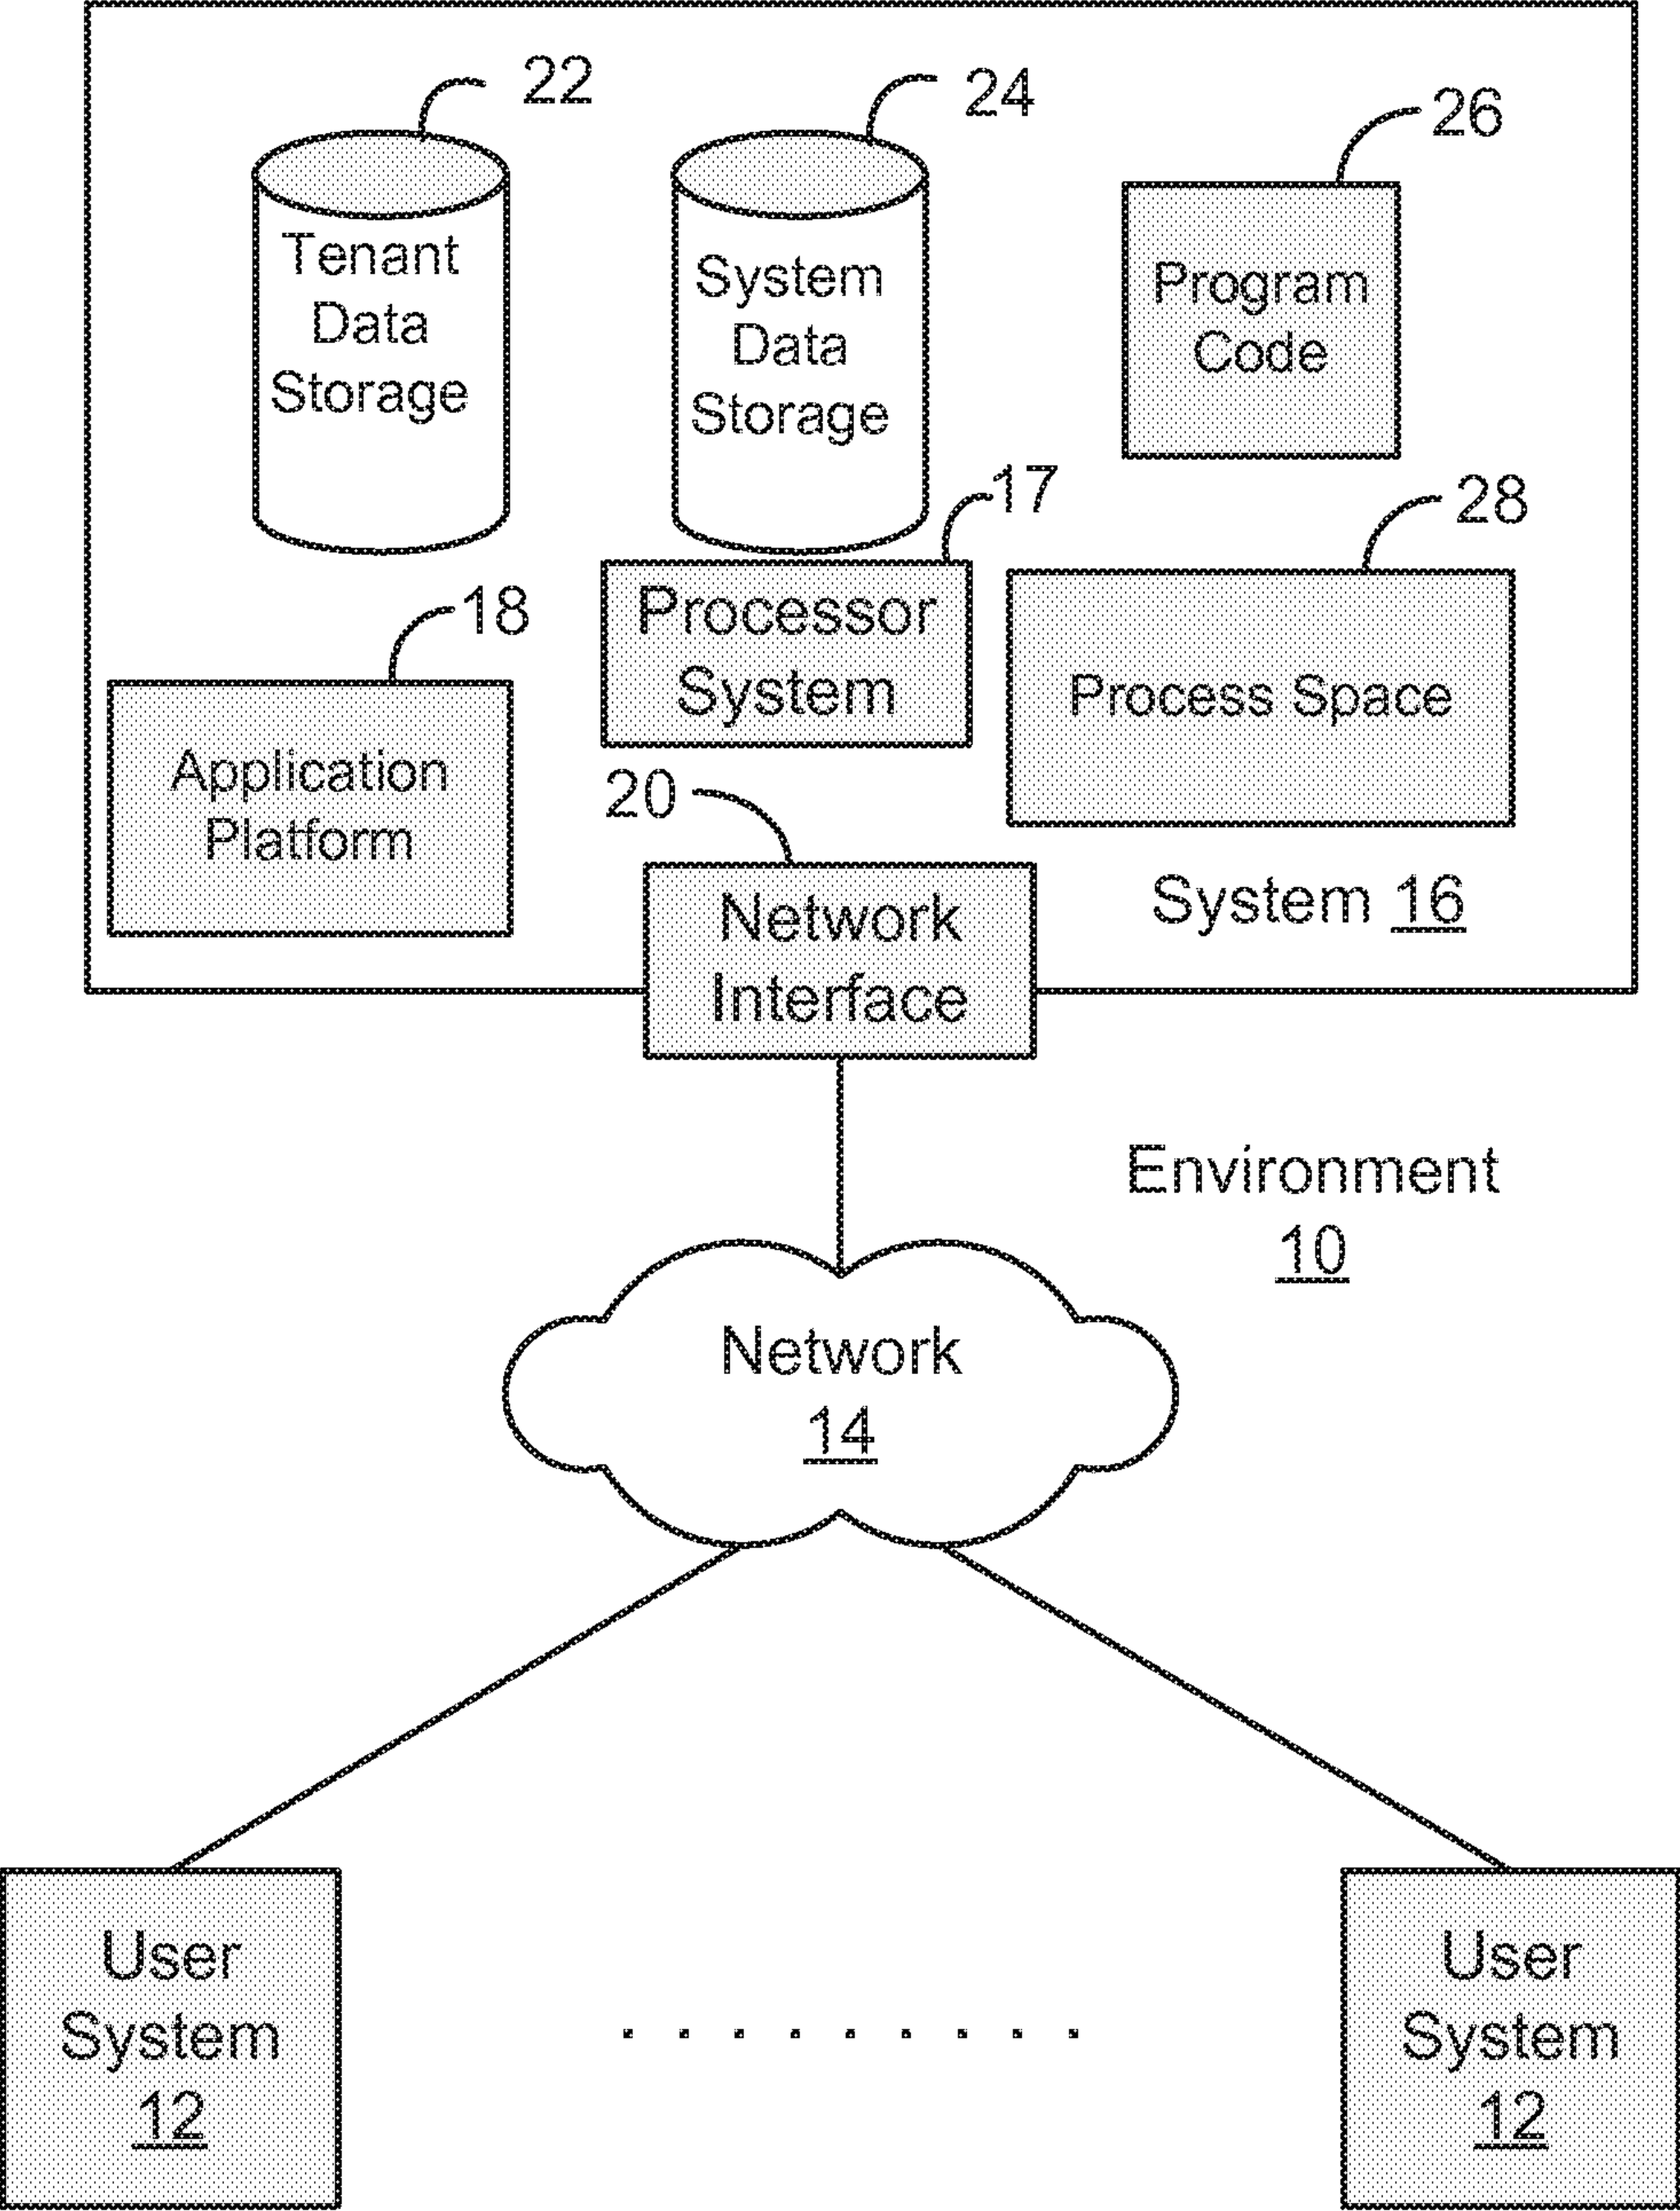 22
24
26
Tenant
Data
Storage
System
Data
Storage
Program
Code
17
28
18
Processor
System
Process Space
Application
Platform
20
System 16
Network
Interface
Environment
10
Network
14
User
System
12
. . . . . . . . .
User
System
12